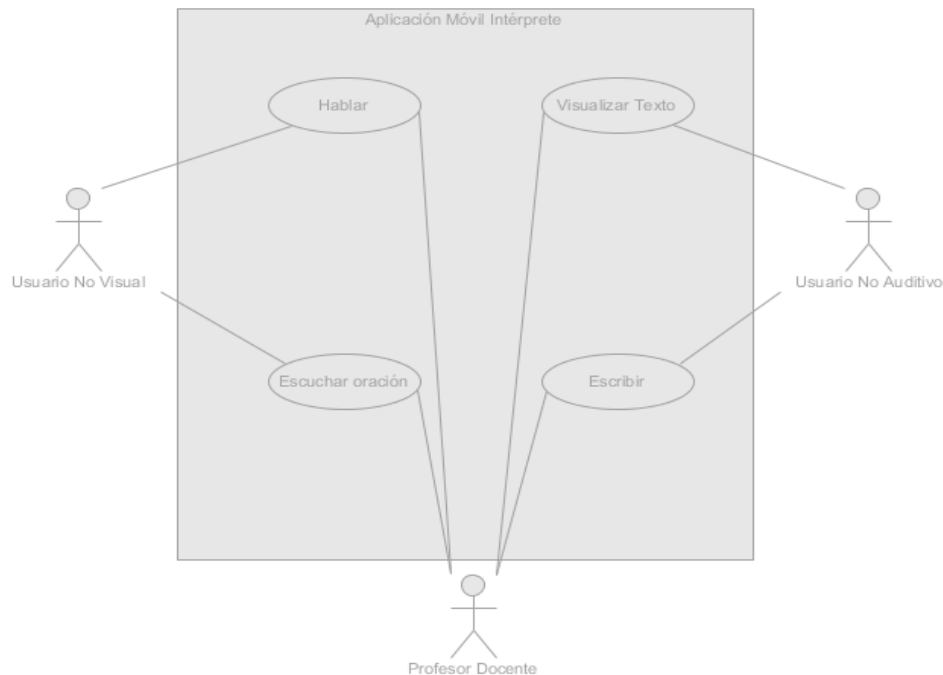 Aplicación Móvil Intérprete
Hablar
Visualizar Texto
Usuario No Visual
Usuario No Auditivo
Escuchar oración
Escribir
Profesor Docente